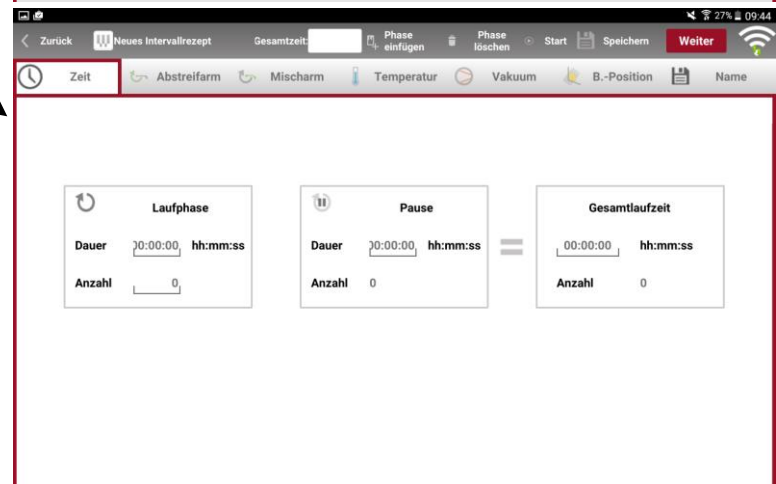 27% 09:44
Zurück Neues Intervallrezept Gesamtzeit: Phase einfügen Phase löschen Start Speichern Weiter
Zeit Abstreifarm Mischarm Temperatur Vakuum B.-Position Name
Laufphase Pause Gesamtlaufzeit
Dauer 00:00:00 hh:mm:ss Dauer 00:00:00 hh:mm:ss = 00:00:00 hh:mm:ss
Anzahl 0 Anzahl 0 Anzahl 0